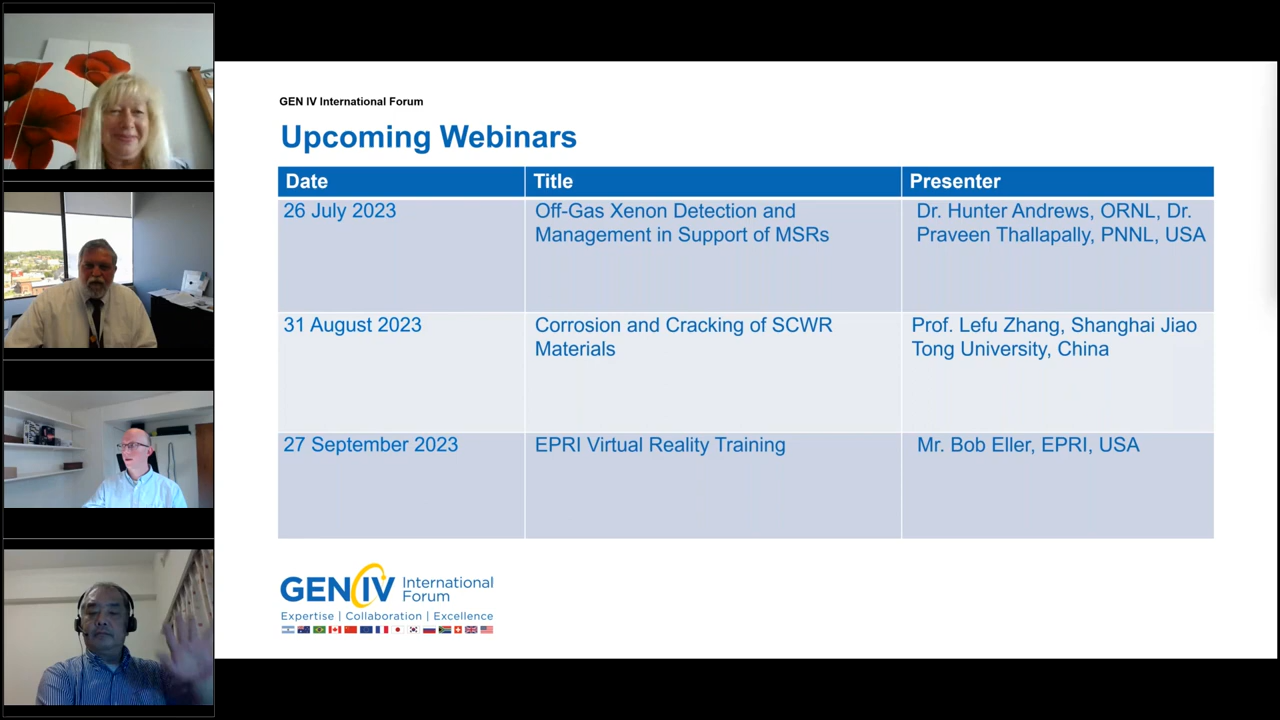 GEN IV International Forum
Upcoming Webinars
Date Title Presenter
26 July 2023
Off-Gas Xenon Detection and
Management in Support of MSRs
Dr. Hunter Andrews, ORNL, Dr.
Praveen Thallapally, PNNL, USA
31 August 2023
Corrosion and Cracking of SCWR
Materials
Prof. Lefu Zhang, Shanghai Jiao
Tong University, China
27 September 2023
EPRI Virtual Reality Training
Mr. Bob Eller, EPRI, USA
GEN IV International
Forum
Expertise | Collaboration | Excellence